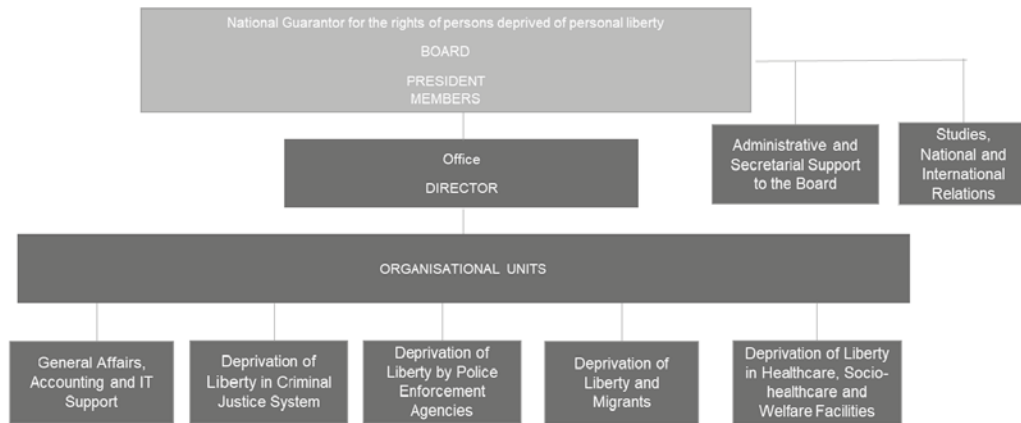 National Guarantor for the rights of persons deprived of personal liberty
BOARD
PRESIDENT
MEMBERS
Administrative and
Secretarial Support
to the Board
Studies,
National and
International
Relations
Office
DIRECTOR
ORGANISATIONAL UNITS
General Affairs,
Accounting and IT
Support
Deprivation of
Liberty in Criminal
Justice System
Deprivation of
Liberty by Police
Enforcement
Agencies
Deprivation of
Liberty and
Migrants
Deprivation of Liberty
in Healthcare, Socio-
healthcare and
Welfare Facilities